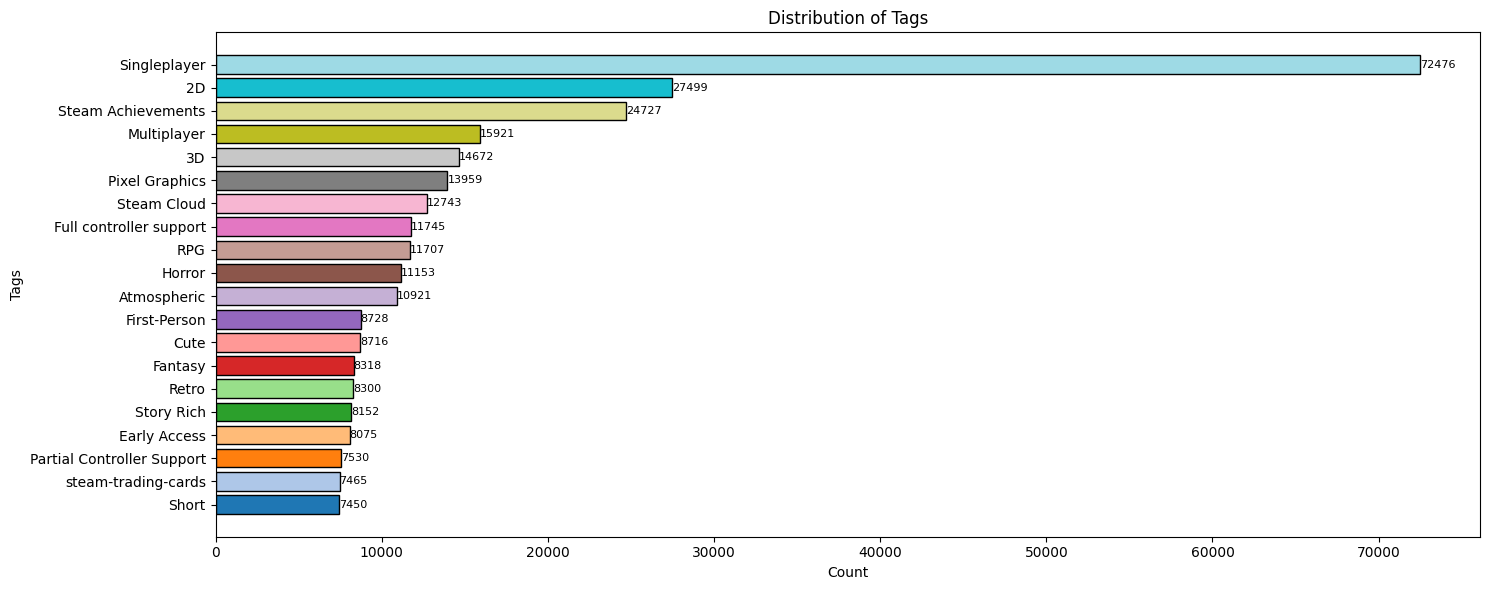 Distribution of Tags
Singleplayer 72476
2D 27499
Steam Achievements 24727
Multiplayer 15921
3D 14672
Pixel Graphics 13959
Steam Cloud 12743
Full controller support 11745
RPG 11707
Horror 11153
Atmospheric 10921
First-Person 8728
Cute 8716
Fantasy 8318
Retro 8300
Story Rich 8152
Early Access 8075
Partial Controller Support 7530
steam-trading-cards 7465
Short 7450
Tags
0 10000 20000 30000 40000 50000 60000 70000
Count